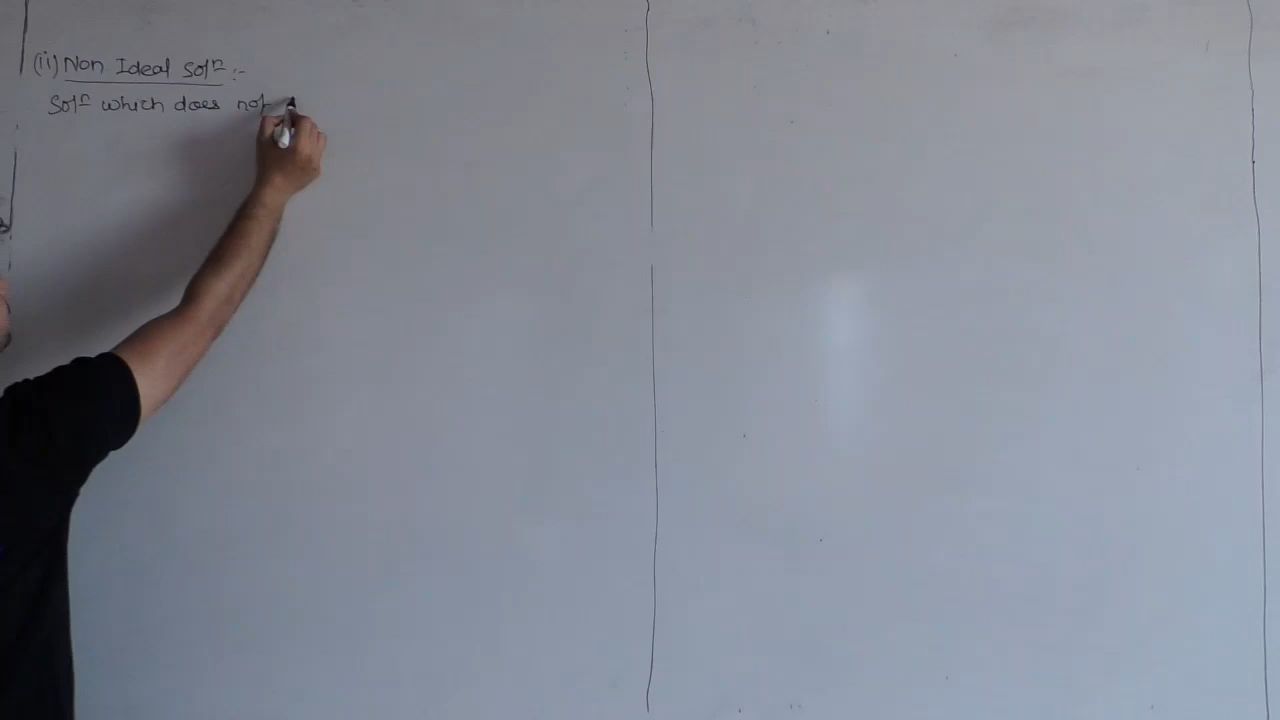 (ii) Non Ideal Solⁿ :-
Solⁿ which does not